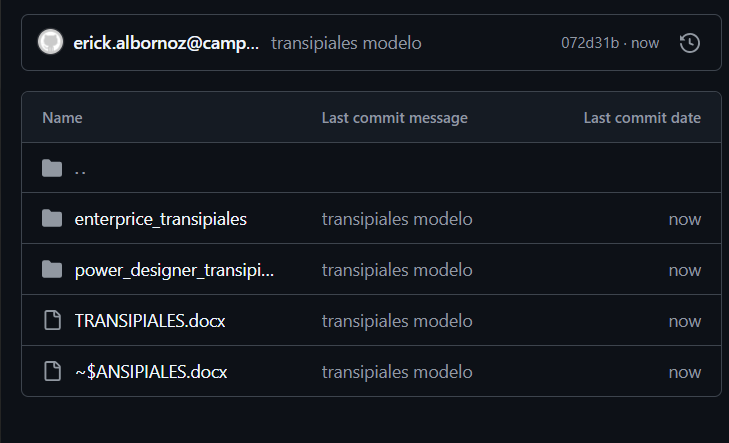 erick.albornoz@camp... transipiales modelo 072d31b · now
Name Last commit message Last commit date
..
enterprice_transipiales transipiales modelo now
power_designer_transipi... transipiales modelo now
TRANSIPIALES.docx transipiales modelo now
~$ANSIPIALES.docx transipiales modelo now